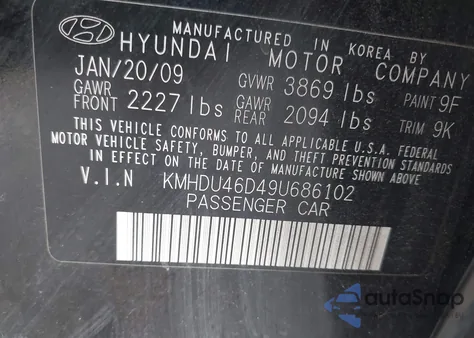 MANUFACTURED IN KOREA BY
HYUNDAI MOTOR COMPANY
JAN/20/09 GVWR 3869 lbs PAINT 9F
GAWR FRONT 2227 lbs GAWR REAR 2094 lbs TRIM 9K
THIS VEHICLE CONFORMS TO ALL APPLICABLE U.S.A. FEDERAL
MOTOR VEHICLE SAFETY, BUMPER, AND THEFT PREVENTION STANDARDS
IN EFFECT ON THE DATE OF MANUFACTURE SHOWN ABOVE
V.I.N KMHDU46D49U686102
PASSENGER CAR
autoSnap